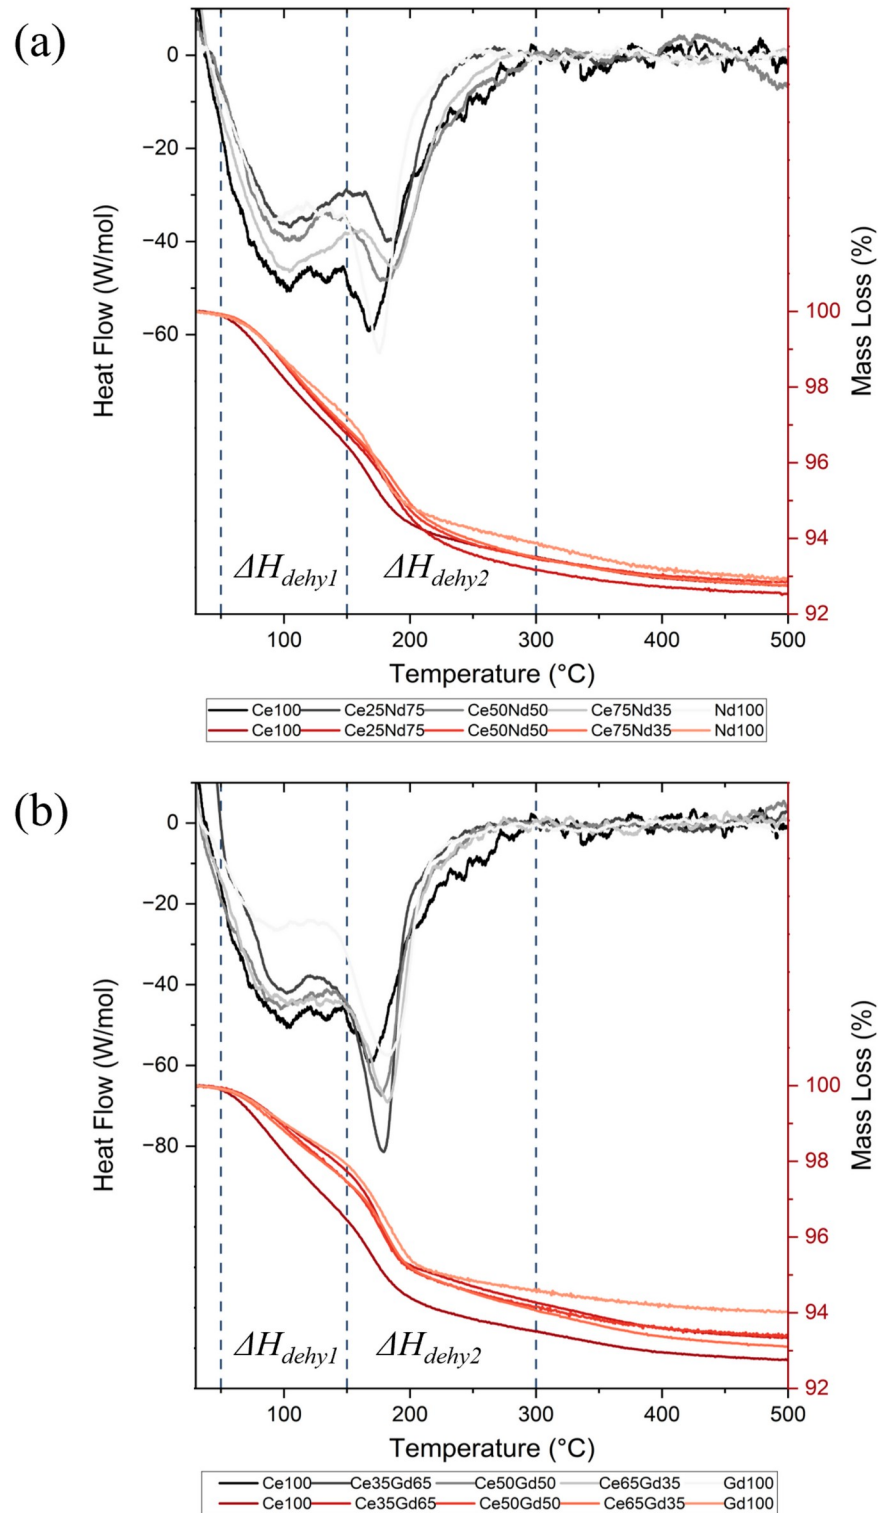 (a)
0
−20
−40
−60
Heat Flow (W/mol)
100
98
96
94
92
Mass Loss (%)
ΔHdehy1 ΔHdehy2
100 200 300 400 500
Temperature (°C)
Ce100 Ce25Nd75 Ce50Nd50 Ce75Nd35 Nd100
Ce100 Ce25Nd75 Ce50Nd50 Ce75Nd35 Nd100
(b)
0
−20
−40
−60
−80
Heat Flow (W/mol)
100
98
96
94
92
Mass Loss (%)
ΔHdehy1 ΔHdehy2
100 200 300 400 500
Temperature (°C)
Ce100 Ce35Gd65 Ce50Gd50 Ce65Gd35 Gd100
Ce100 Ce35Gd65 Ce50Gd50 Ce65Gd35 Gd100